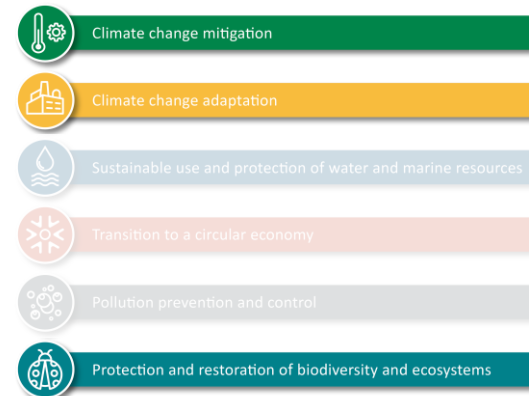 Climate change mitigation
Climate change adaptation
Sustainable use and protection of water and marine resources
Transition to a circular economy
Pollution prevention and control
Protection and restoration of biodiversity and ecosystems